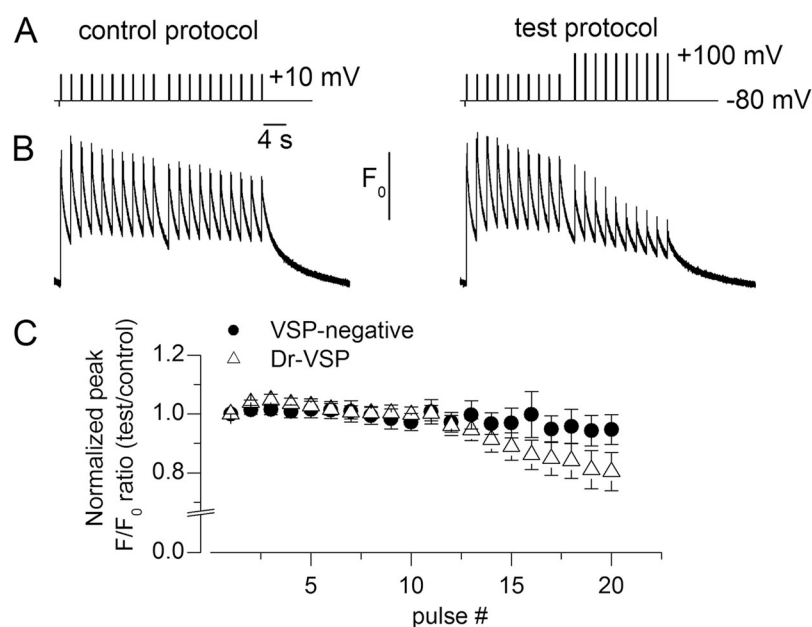 A
control protocol
test protocol
+10 mV
+100 mV
-80 mV
4 s
B
F0
C
VSP-negative
Dr-VSP
Normalized peak
F/F0 ratio (test/control)
1.2
1.0
0.8
0.0
5
10
15
20
pulse #